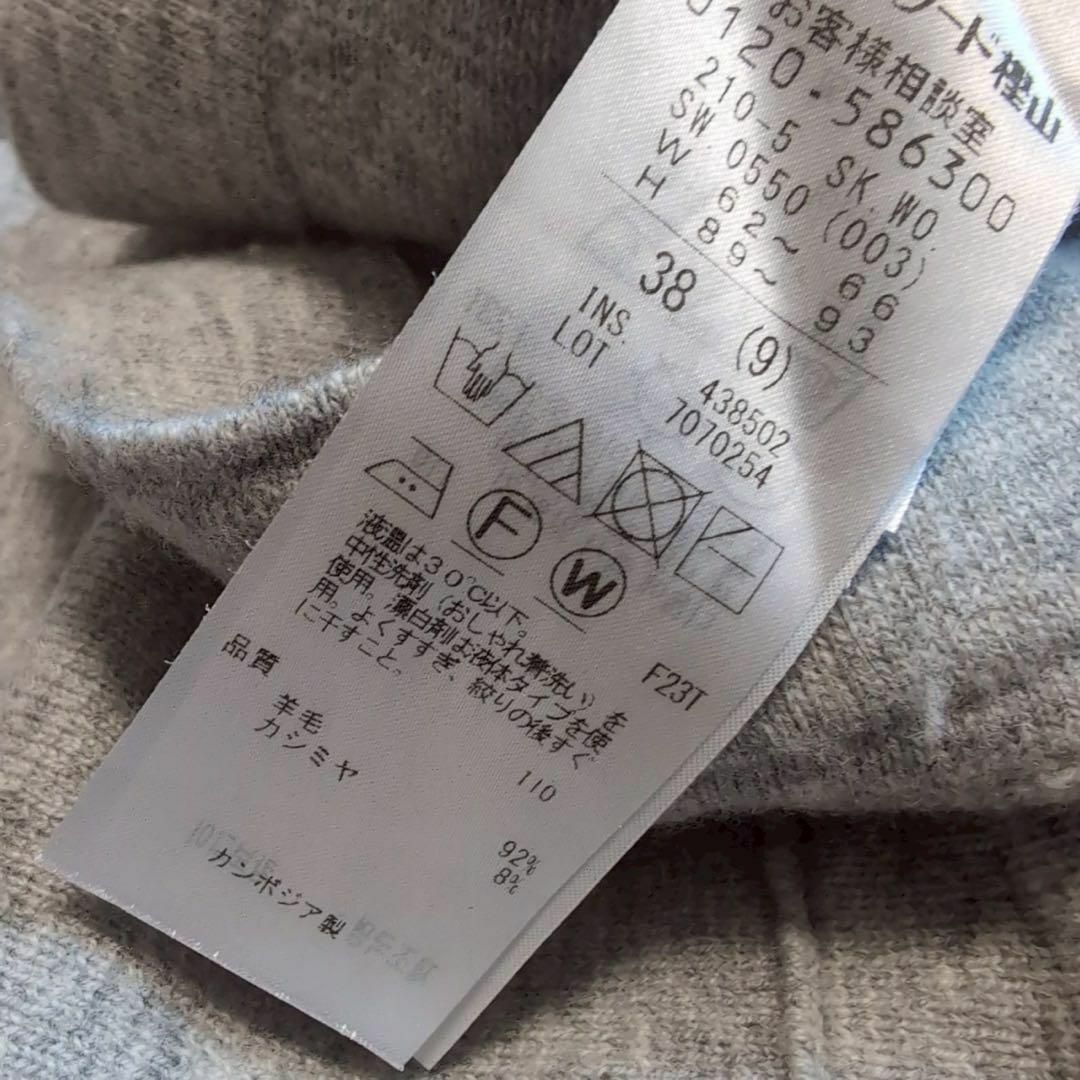 ワード樫山
お客様相談室
0120-586300
210-5 SK.WO.
SW 0550 (003)
W 62~ 66
H 89~ 93
38 (9)
INS. 438502
LOT 7070254
F
W
液温は30℃以下。
中性洗剤(おしゃれ着洗い)を
使用。漂白剤は液体タイプを使
用。よくすすぎ、絞りの後すぐ
に干すこと。
F23T
品質
110
羊毛 92%
カシミヤ 8%
カンボジア製